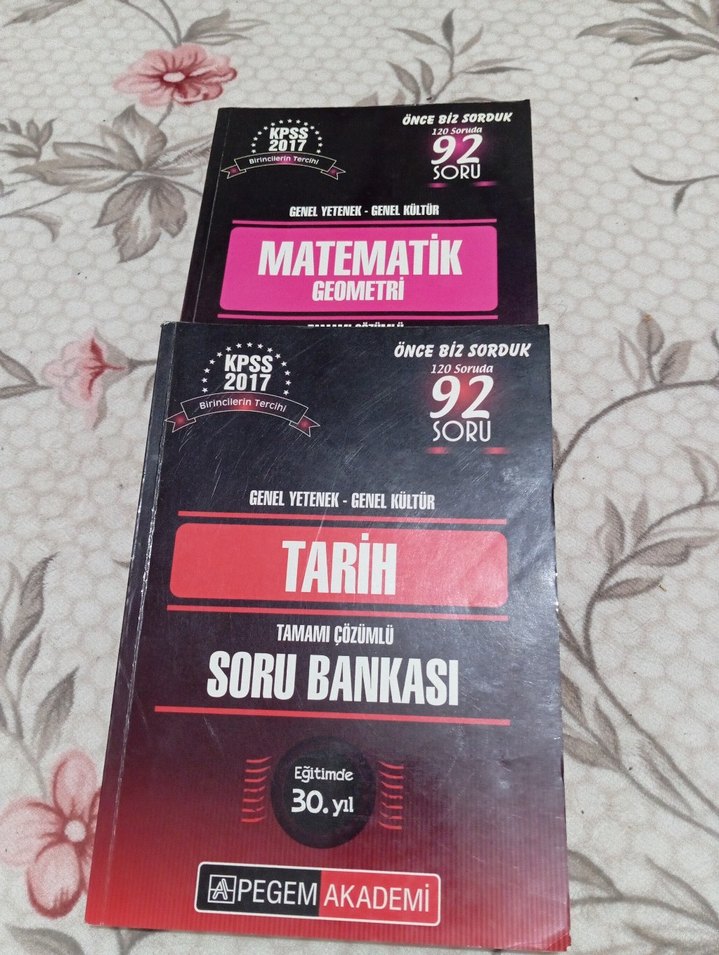 KPSS
2017
Birincilerin Tercihi
ÖNCE BİZ SORDUK
120 Soruda
92
SORU
GENEL YETENEK - GENEL KÜLTÜR
MATEMATİK
GEOMETRİ
TAMAMI ÇÖZÜMLÜ
KPSS
2017
Birincilerin Tercihi
ÖNCE BİZ SORDUK
120 Soruda
92
SORU
GENEL YETENEK - GENEL KÜLTÜR
TARİH
TAMAMI ÇÖZÜMLÜ
SORU BANKASI
Eğitimde
30. yıl
PEGEM AKADEMİ